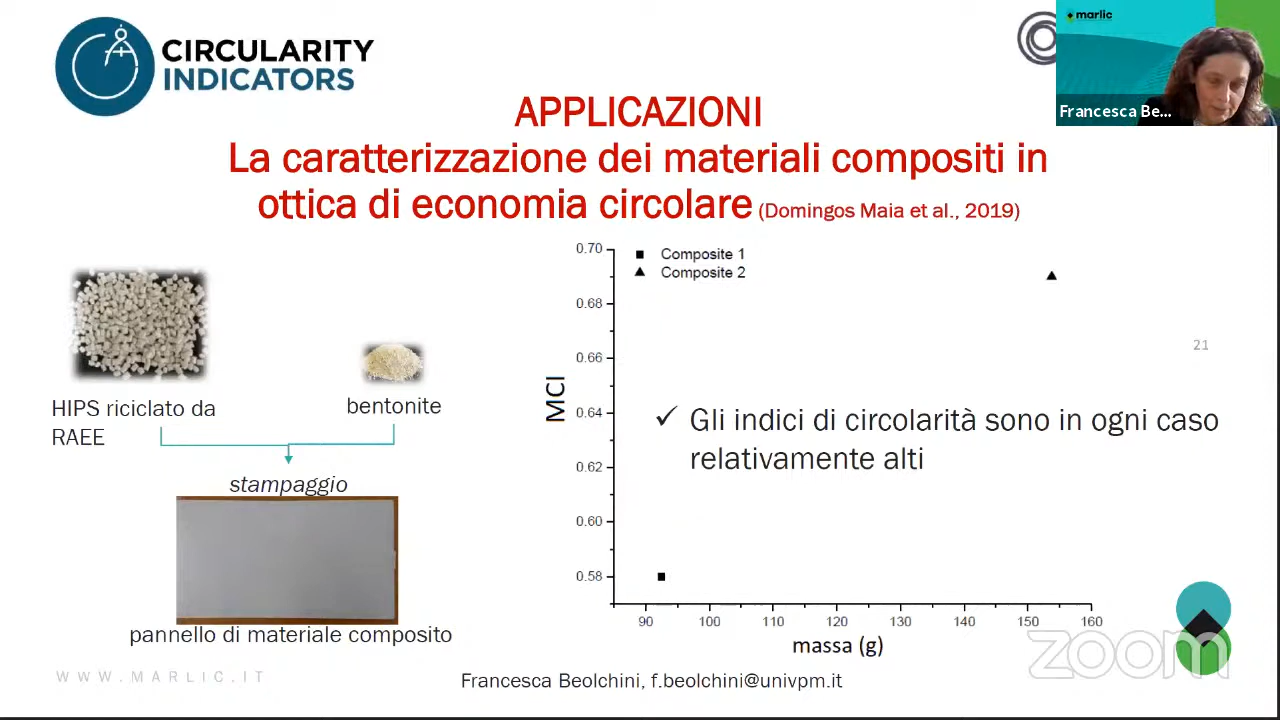 CIRCULARITY
INDICATORS
marlic
Francesca Be...
APPLICAZIONI
La caratterizzazione dei materiali compositi in
ottica di economia circolare (Domingos Maia et al., 2019)
HIPS riciclato da
RAEE
bentonite
stampaggio
pannello di materiale composito
0.70
0.68
0.66
0.64
0.62
0.60
0.58
MCI
Composite 1
Composite 2
21
✓ Gli indici di circolarità sono in ogni caso
relativamente alti
90 100 110 120 130 140 150 160
massa (g)
zoom
WWW.MARLIC.IT
Francesca Beolchini, f.beolchini@univpm.it